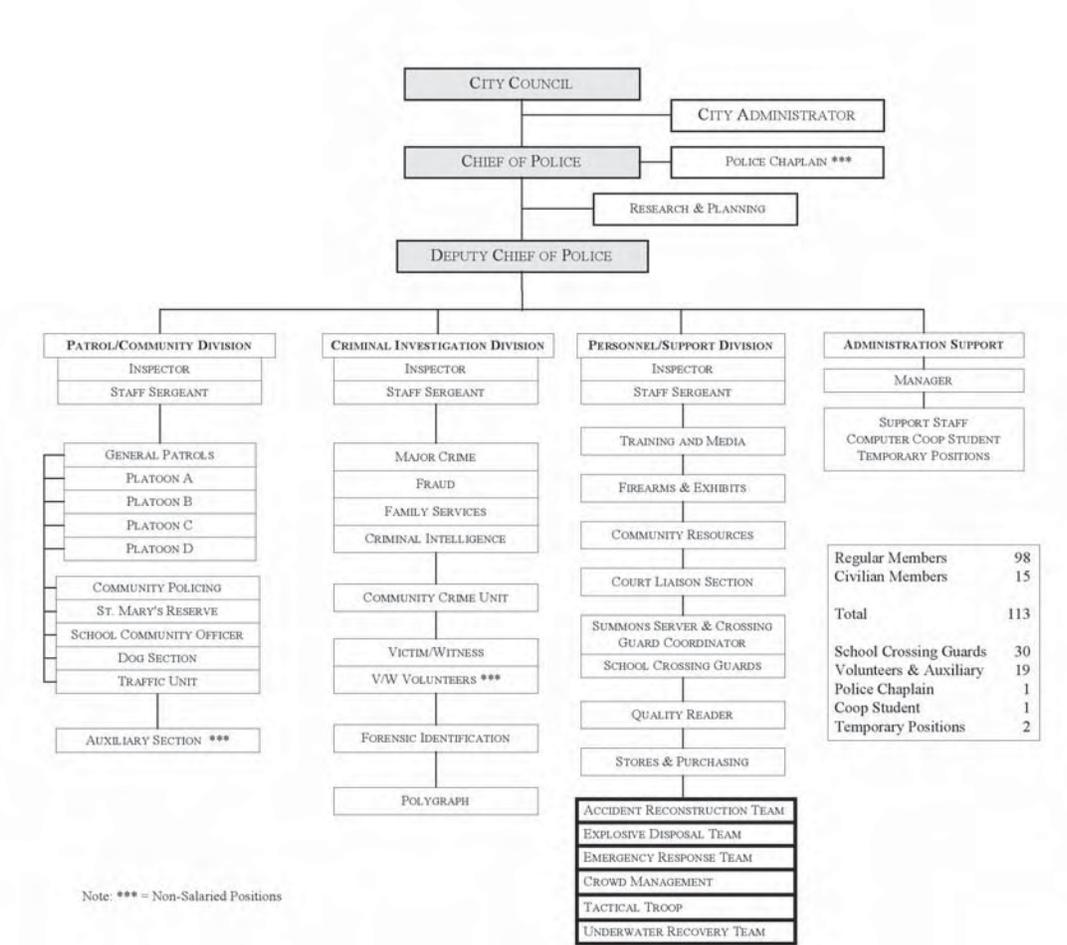 CITY COUNCIL
CITY ADMINISTRATOR
CHIEF OF POLICE
POLICE CHAPLAIN ***
RESEARCH & PLANNING
DEPUTY CHIEF OF POLICE
PATROL/COMMUNITY DIVISION
INSPECTOR
STAFF SERGEANT
GENERAL PATROLS
PLATOON A
PLATOON B
PLATOON C
PLATOON D
COMMUNITY POLICING
ST. MARY'S RESERVE
SCHOOL COMMUNITY OFFICER
DOG SECTION
TRAFFIC UNIT
AUXILIARY SECTION ***
CRIMINAL INVESTIGATION DIVISION
INSPECTOR
STAFF SERGEANT
MAJOR CRIME
FRAUD
FAMILY SERVICES
CRIMINAL INTELLIGENCE
COMMUNITY CRIME UNIT
VICTIM/WITNESS
V/W VOLUNTEERS ***
FORENSIC IDENTIFICATION
POLYGRAPH
PERSONNEL/SUPPORT DIVISION
INSPECTOR
STAFF SERGEANT
TRAINING AND MEDIA
FIREARMS & EXHIBITS
COMMUNITY RESOURCES
COURT LIAISON SECTION
SUMMONS SERVER & CROSSING
GUARD COORDINATOR
SCHOOL CROSSING GUARDS
QUALITY READER
STORES & PURCHASING
ACCIDENT RECONSTRUCTION TEAM
EXPLOSIVE DISPOSAL TEAM
EMERGENCY RESPONSE TEAM
CROWD MANAGEMENT
TACTICAL TROOP
UNDERWATER RECOVERY TEAM
ADMINISTRATION SUPPORT
MANAGER
SUPPORT STAFF
COMPUTER COOP STUDENT
TEMPORARY POSITIONS
Regular Members 98
Civilian Members 15
Total 113
School Crossing Guards 30
Volunteers & Auxiliary 19
Police Chaplain 1
Coop Student 1
Temporary Positions 2
Note: *** = Non-Salaried Positions